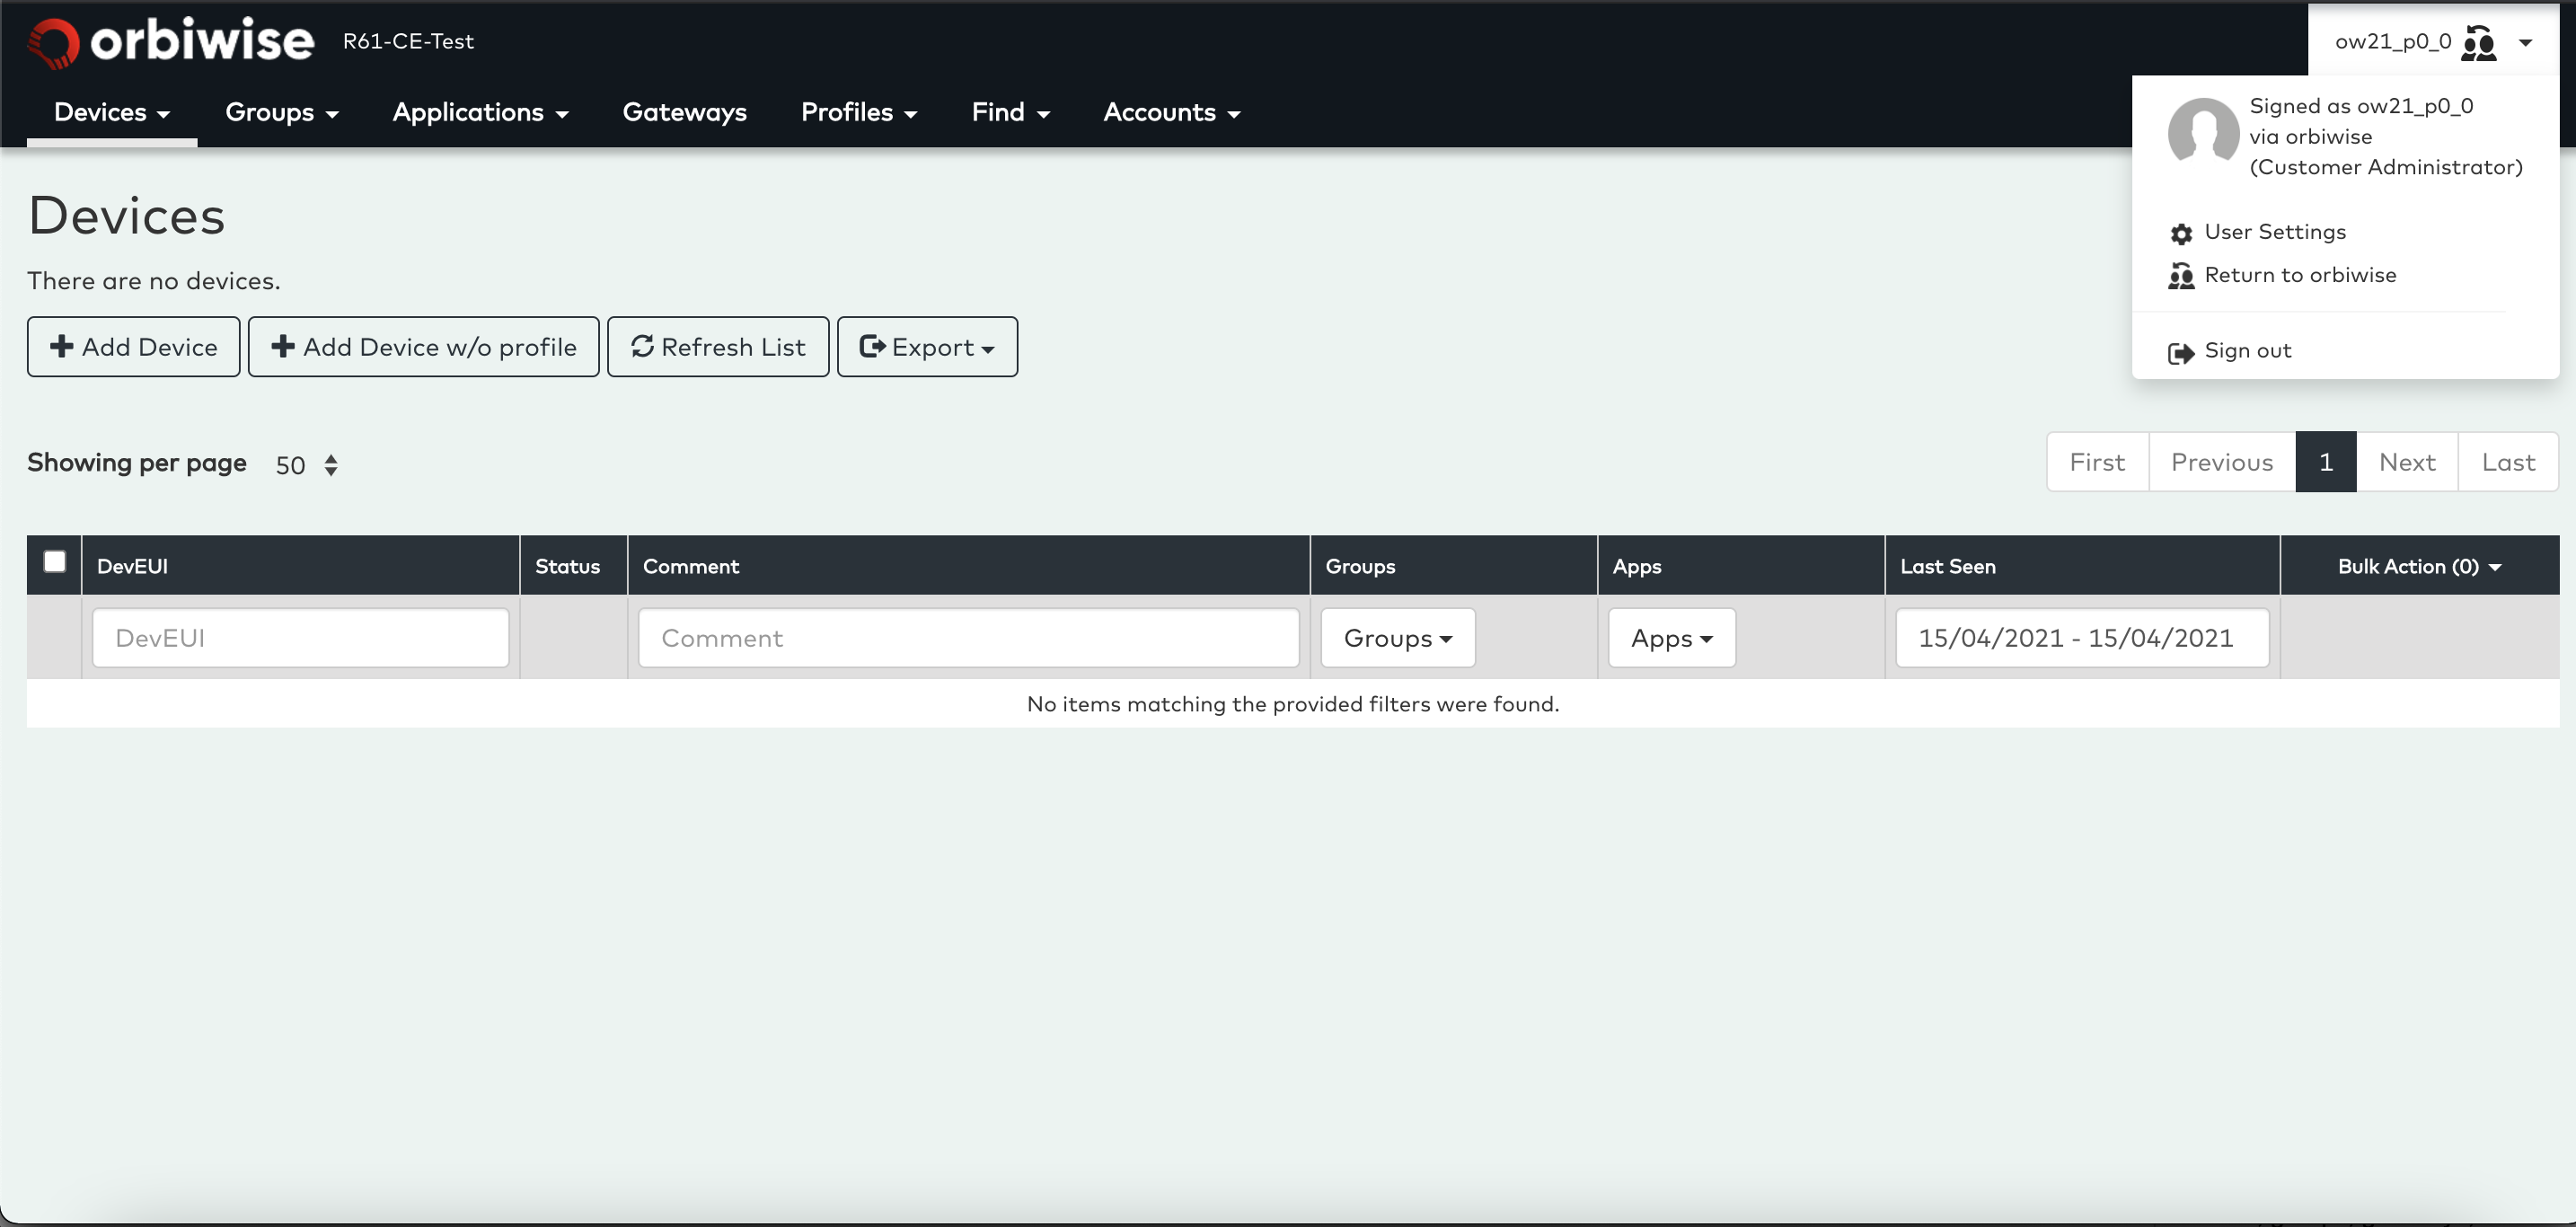 orbiwise R61-CE-Test ow21_p0_0
Devices Groups Applications Gateways Profiles Find Accounts
Signed as ow21_p0_0
via orbiwise
(Customer Administrator)
User Settings
Return to orbiwise
Sign out
Devices
There are no devices.
Add Device Add Device w/o profile Refresh List Export
Showing per page 50 First Previous 1 Next Last
DevEUI Status Comment Groups Apps Last Seen Bulk Action (0)
DevEUI Comment Groups Apps 15/04/2021 - 15/04/2021
No items matching the provided filters were found.